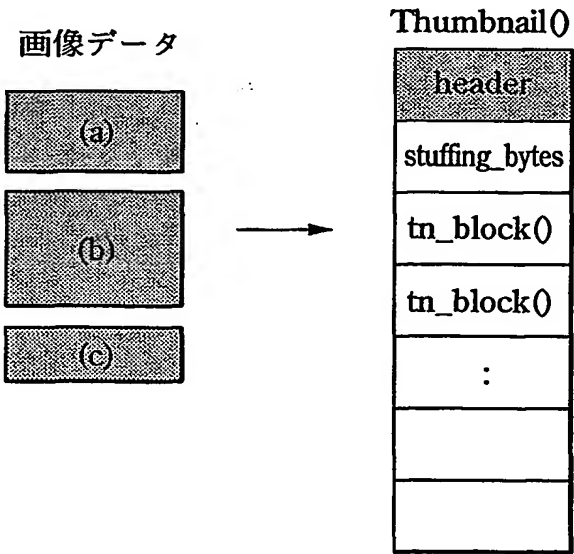 画像データ
(a)
(b)
(c)
Thumbnail()
header
stuffing_bytes
tn_block()
tn_block()
: